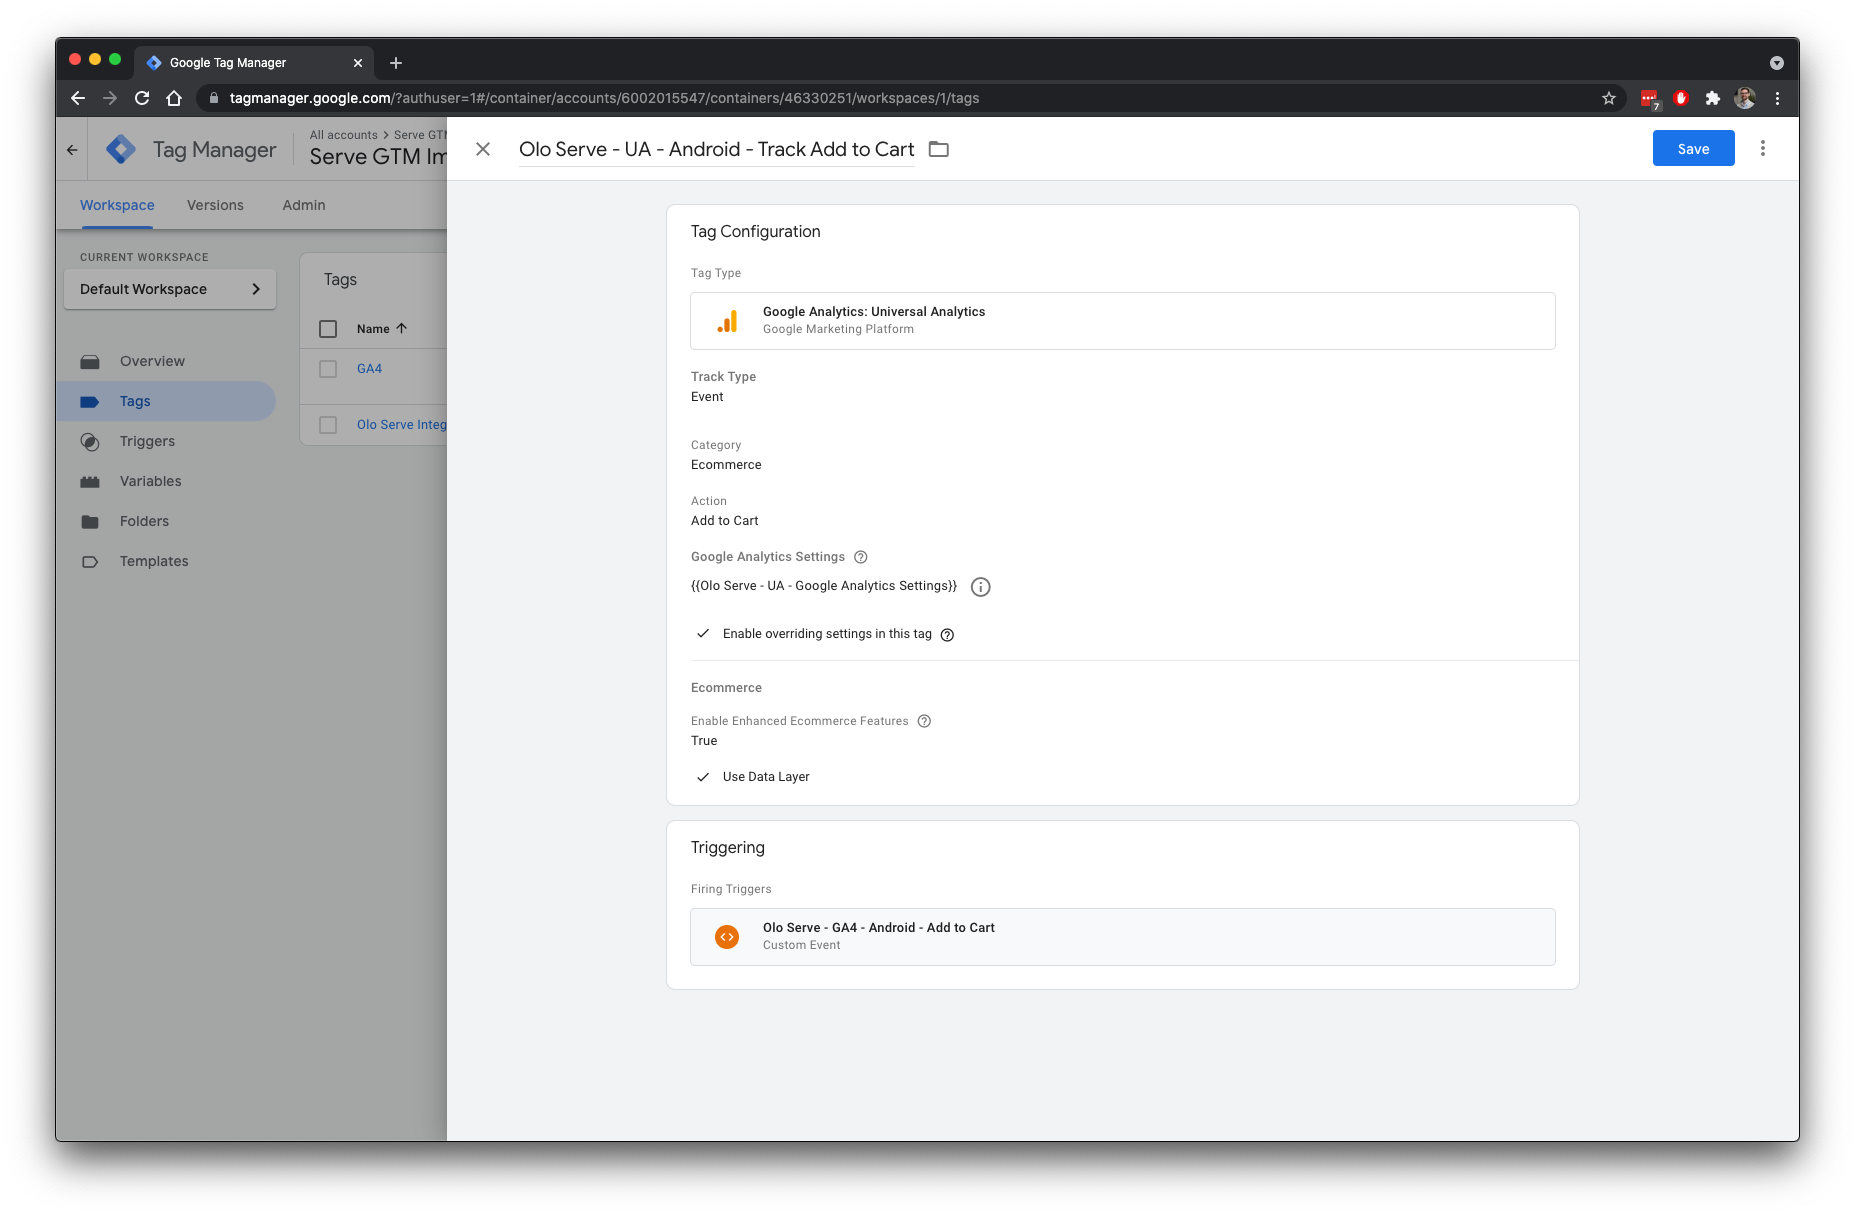 Google Tag Manager
tagmanager.google.com/?authuser=1#/container/accounts/6002015547/containers/46330251/workspaces/1/tags
7
Tag Manager
All accounts > Serve GTM
Serve GTM Im
Olo Serve - UA - Android - Track Add to Cart
Save
Workspace
Versions
Admin
CURRENT WORKSPACE
Default Workspace
Overview
Tags
Triggers
Variables
Folders
Templates
Tags
Name
GA4
Olo Serve Integ
Tag Configuration
Tag Type
Google Analytics: Universal Analytics
Google Marketing Platform
Track Type
Event
Category
Ecommerce
Action
Add to Cart
Google Analytics Settings
{{Olo Serve - UA - Google Analytics Settings}}
Enable overriding settings in this tag
Ecommerce
Enable Enhanced Ecommerce Features
True
Use Data Layer
Triggering
Firing Triggers
Olo Serve - GA4 - Android - Add to Cart
Custom Event